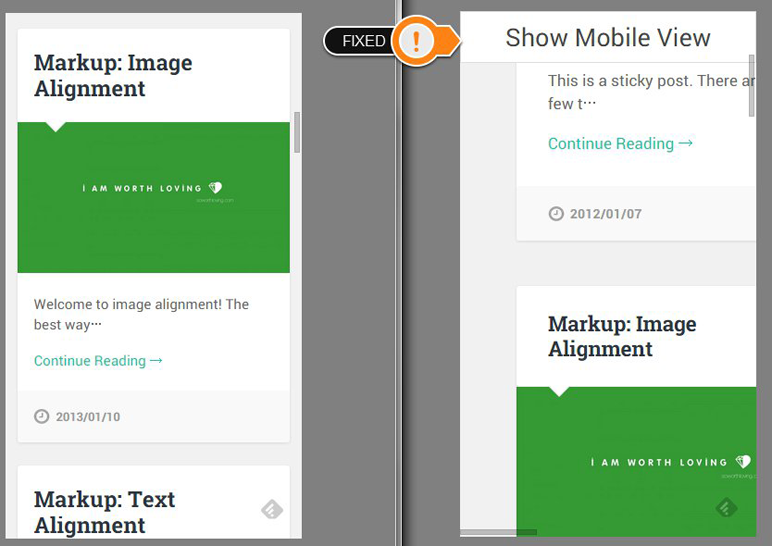 Markup: Image
Alignment
I AM WORTH LOVING
Welcome to image alignment! The
best way···
Continue Reading →
2013/01/10
Markup: Text
Alignment
FIXED
!
Show Mobile View
This is a sticky post. There ar
few t···
Continue Reading →
2012/01/07
Markup: Image
Alignment
I AM WORTH LOVING